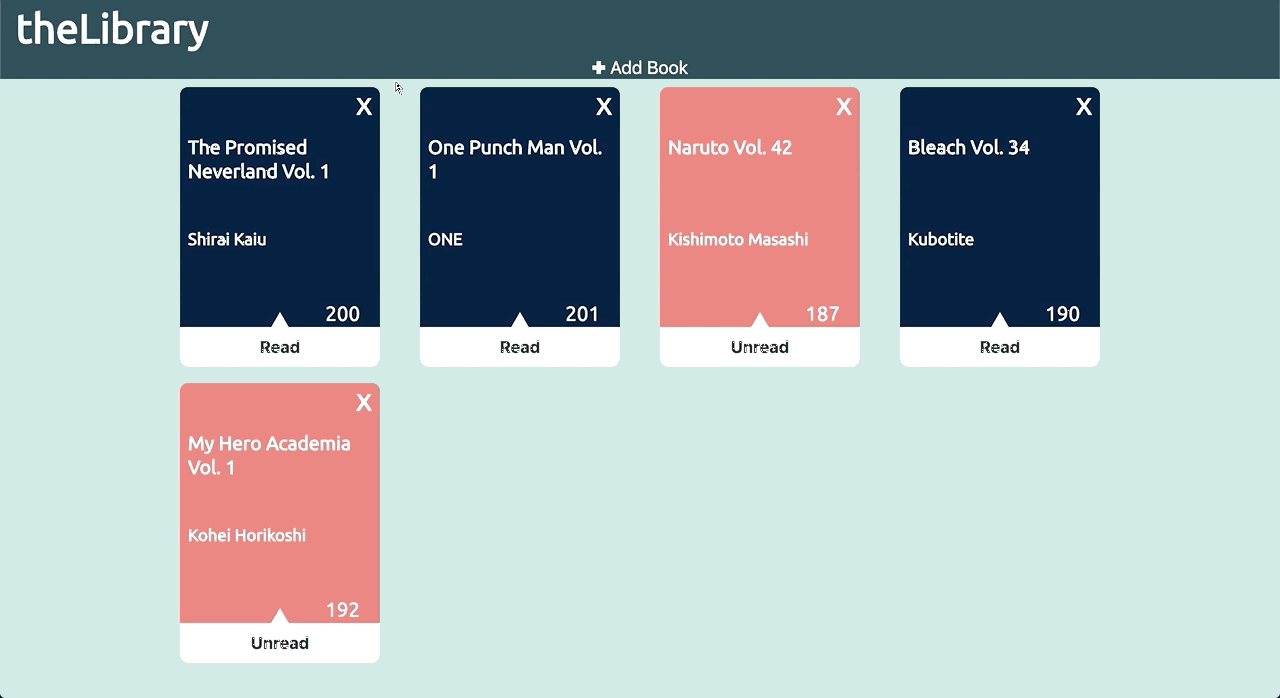 theLibrary
✚ Add Book
X
The Promised
Neverland Vol. 1
Shirai Kaiu
200
Read
X
One Punch Man Vol.
1
ONE
201
Read
X
Naruto Vol. 42
Kishimoto Masashi
187
Unread
X
Bleach Vol. 34
Kubotite
190
Read
X
My Hero Academia
Vol. 1
Kohei Horikoshi
192
Unread